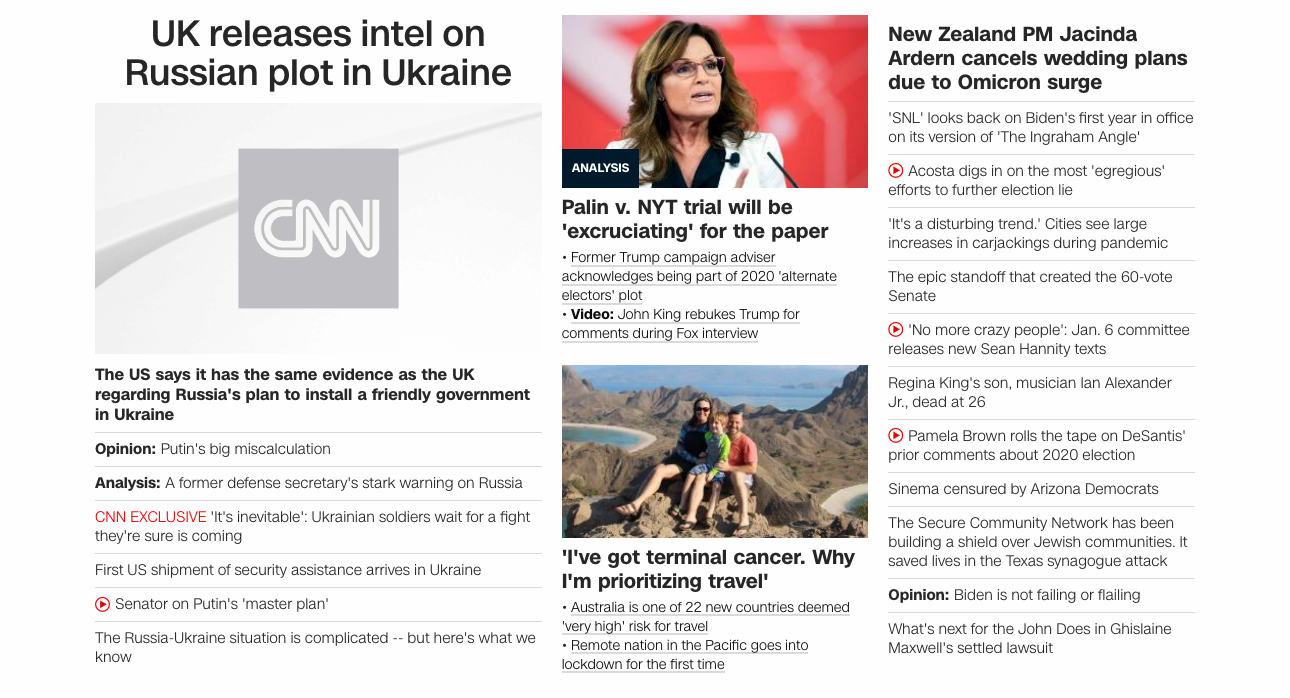 UK releases intel on
Russian plot in Ukraine
CNN
The US says it has the same evidence as the UK
regarding Russia's plan to install a friendly government
in Ukraine
Opinion: Putin's big miscalculation
Analysis: A former defense secretary's stark warning on Russia
CNN EXCLUSIVE 'It's inevitable': Ukrainian soldiers wait for a fight
they're sure is coming
First US shipment of security assistance arrives in Ukraine
Senator on Putin's 'master plan'
The Russia-Ukraine situation is complicated -- but here's what we
know
ANALYSIS
Palin v. NYT trial will be
'excruciating' for the paper
• Former Trump campaign adviser
acknowledges being part of 2020 'alternate
electors' plot
• Video: John King rebukes Trump for
comments during Fox interview
'I've got terminal cancer. Why
I'm prioritizing travel'
• Australia is one of 22 new countries deemed
'very high' risk for travel
• Remote nation in the Pacific goes into
lockdown for the first time
New Zealand PM Jacinda
Ardern cancels wedding plans
due to Omicron surge
'SNL' looks back on Biden's first year in office
on its version of 'The Ingraham Angle'
Acosta digs in on the most 'egregious'
efforts to further election lie
'It's a disturbing trend.' Cities see large
increases in carjackings during pandemic
The epic standoff that created the 60-vote
Senate
'No more crazy people': Jan. 6 committee
releases new Sean Hannity texts
Regina King's son, musician Ian Alexander
Jr., dead at 26
Pamela Brown rolls the tape on DeSantis'
prior comments about 2020 election
Sinema censured by Arizona Democrats
The Secure Community Network has been
building a shield over Jewish communities. It
saved lives in the Texas synagogue attack
Opinion: Biden is not failing or flailing
What's next for the John Does in Ghislaine
Maxwell's settled lawsuit